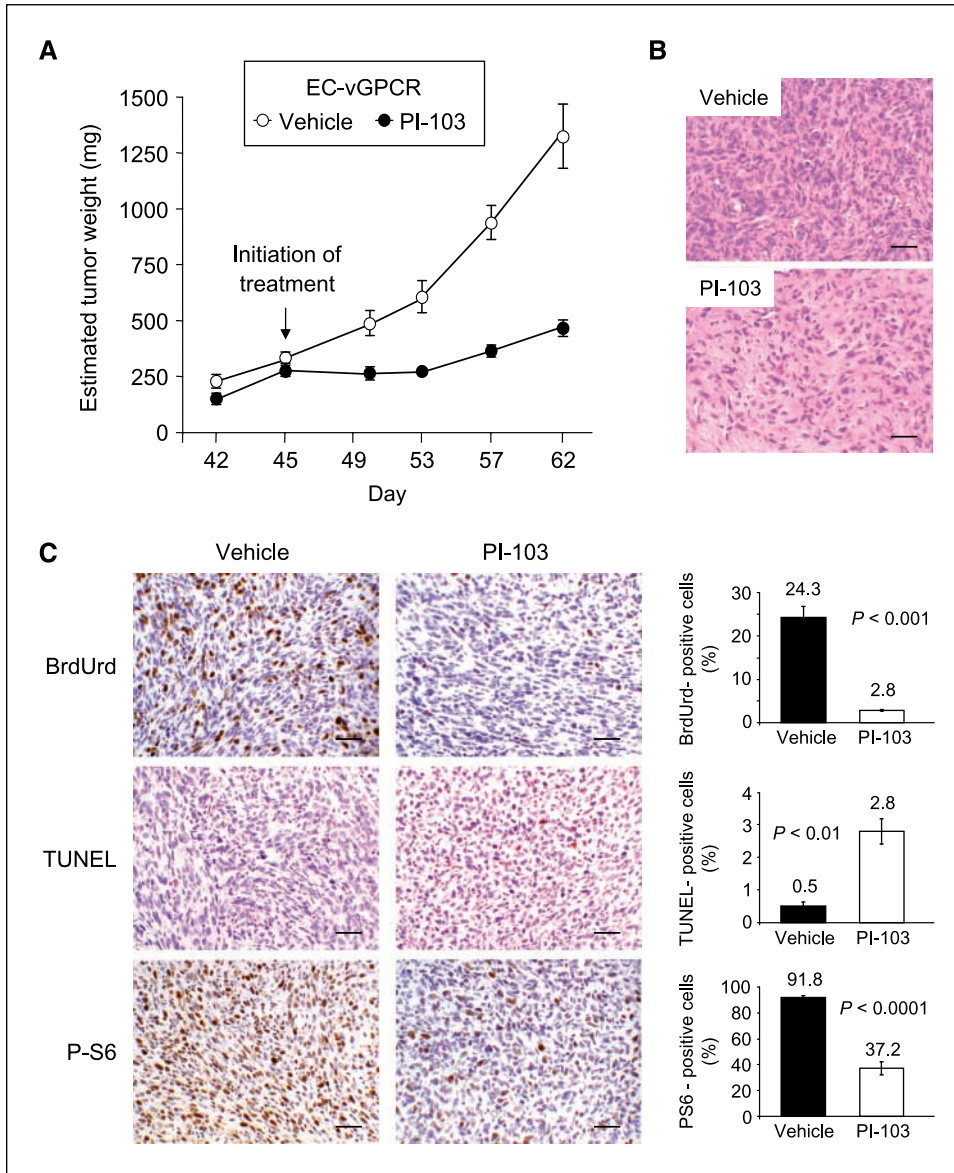 A
EC-vGPCR
Vehicle PI-103
Estimated tumor weight (mg)
1500
1250
1000
750
500
250
0
Initiation of
treatment
42 45 49 53 57 62
Day
B
Vehicle
PI-103
C
Vehicle PI-103
BrdUrd
TUNEL
P-S6
BrdUrd- positive cells
(%)
30
20
10
0
24.3
P < 0.001
2.8
Vehicle PI-103
TUNEL- positive cells
(%)
4
3
2
1
0
2.8
P < 0.01
0.5
Vehicle PI-103
PS6 - positive cells
(%)
100
80
60
40
20
0
91.8
P < 0.0001
37.2
Vehicle PI-103